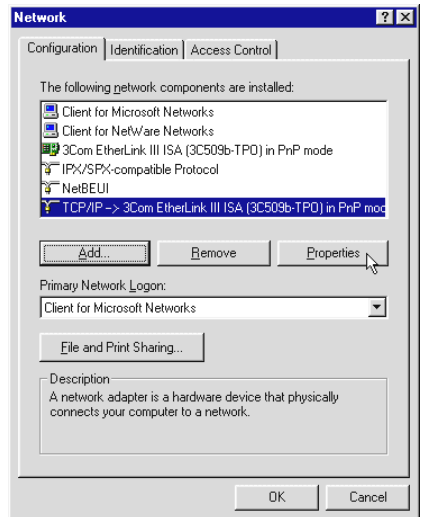 Network
Configuration Identification Access Control
The following network components are installed:
Client for Microsoft Networks
Client for NetWare Networks
3Com EtherLink III ISA (3C509b-TPO) in PnP mode
IPX/SPX-compatible Protocol
NetBEUI
TCP/IP -> 3Com EtherLink III ISA (3C509b-TPO) in PnP moc
Add... Remove Properties
Primary Network Logon:
Client for Microsoft Networks
File and Print Sharing...
Description
A network adapter is a hardware device that physically
connects your computer to a network.
OK Cancel